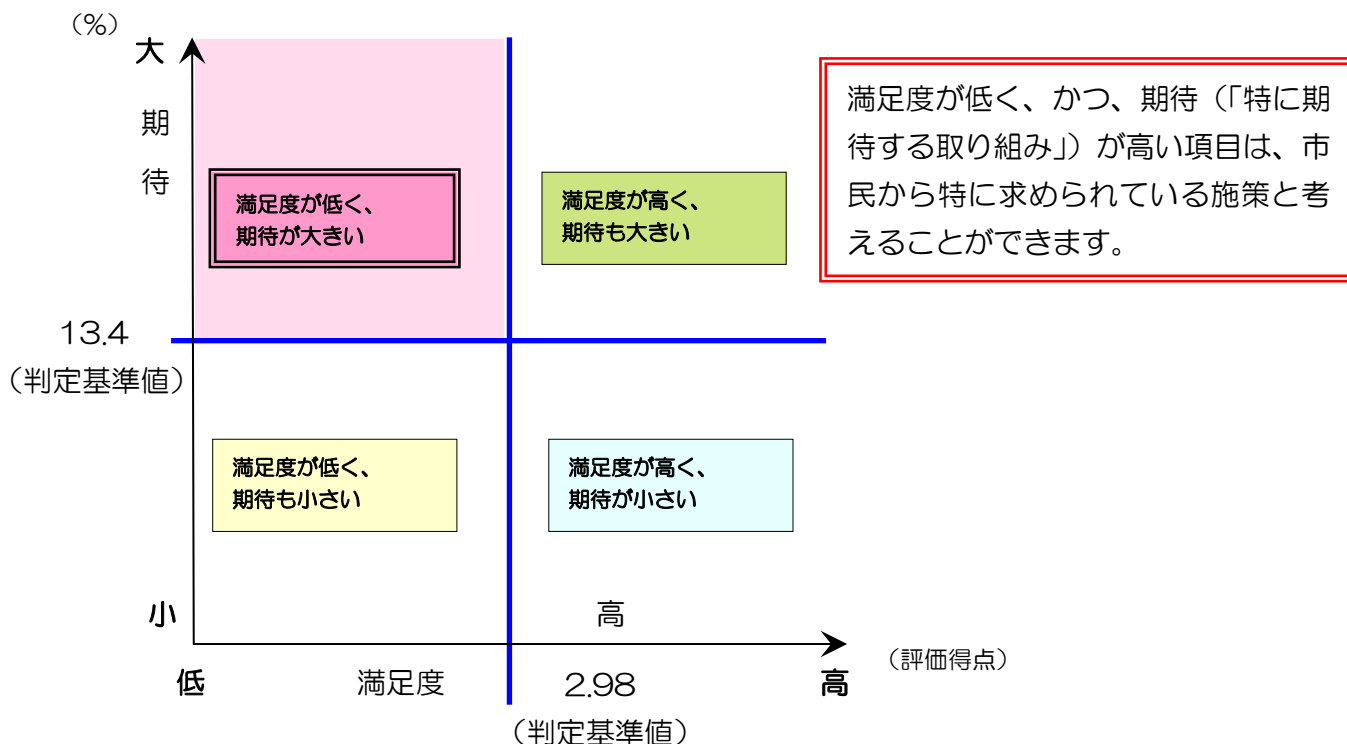 （%）
大
期
待
満足度が低く、
期待が大きい
満足度が高く、
期待も大きい
満足度が低く、かつ、期待（「特に期
待する取り組み」）が高い項目は、市
民から特に求められている施策と考
えることができます。
13.4
（判定基準値）
満足度が低く、
期待も小さい
満足度が高く、
期待が小さい
小
高
低
満足度
2.98
高
（評価得点）
（判定基準値）